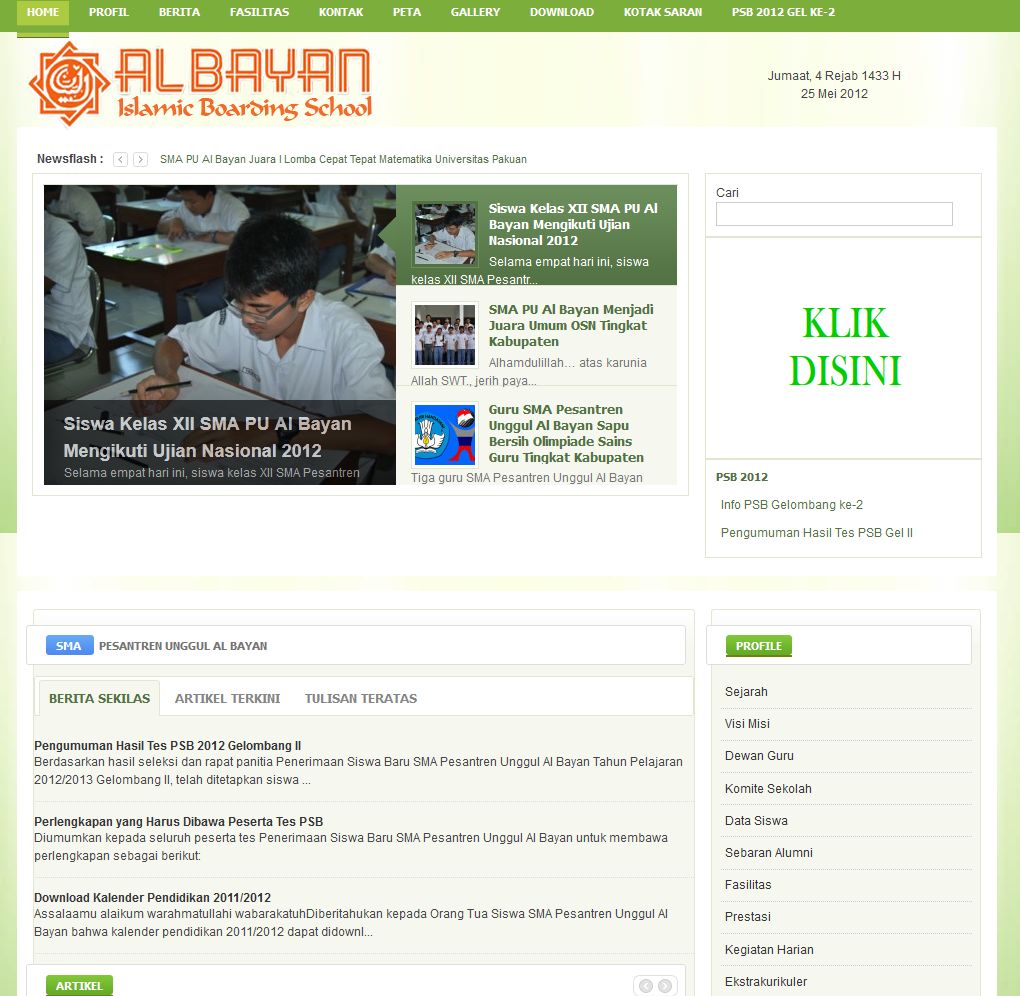 HOME PROFIL BERITA FASILITAS KONTAK PETA GALLERY DOWNLOAD KOTAK SARAN PSB 2012 GEL KE-2
ALBAYAN
Islamic Boarding School
Jumaat, 4 Rejab 1433 H
25 Mei 2012
Newsflash : SMA PU Al Bayan Juara I Lomba Cepat Tepat Matematika Universitas Pakuan
Siswa Kelas XII SMA PU Al Bayan
Mengikuti Ujian Nasional 2012
Selama empat hari ini, siswa kelas XII SMA Pesantren
Siswa Kelas XII SMA PU Al
Bayan Mengikuti Ujian
Nasional 2012
Selama empat hari ini, siswa
kelas XII SMA Pesantr...
SMA PU Al Bayan Menjadi
Juara Umum OSN Tingkat
Kabupaten
Alhamdulillah… atas karunia
Allah SWT., jerih paya...
Guru SMA Pesantren
Unggul Al Bayan Sapu
Bersih Olimpiade Sains
Guru Tingkat Kabupaten
Tiga guru SMA Pesantren Unggul Al Bayan
Cari
KLIK
DISINI
PSB 2012
Info PSB Gelombang ke-2
Pengumuman Hasil Tes PSB Gel II
SMA PESANTREN UNGGUL AL BAYAN
BERITA SEKILAS ARTIKEL TERKINI TULISAN TERATAS
Pengumuman Hasil Tes PSB 2012 Gelombang II
Berdasarkan hasil seleksi dan rapat panitia Penerimaan Siswa Baru SMA Pesantren Unggul Al Bayan Tahun Pelajaran
2012/2013 Gelombang II, telah ditetapkan siswa ...
Perlengkapan yang Harus Dibawa Peserta Tes PSB
Diumumkan kepada seluruh peserta tes Penerimaan Siswa Baru SMA Pesantren Unggul Al Bayan untuk membawa
perlengkapan sebagai berikut:
Download Kalender Pendidikan 2011/2012
Assalaamu alaikum warahmatullahi wabarakatuhDiberitahukan kepada Orang Tua Siswa SMA Pesantren Unggul Al
Bayan bahwa kalender pendidikan 2011/2012 dapat didownl...
ARTIKEL
PROFILE
Sejarah
Visi Misi
Dewan Guru
Komite Sekolah
Data Siswa
Sebaran Alumni
Fasilitas
Prestasi
Kegiatan Harian
Ekstrakurikuler